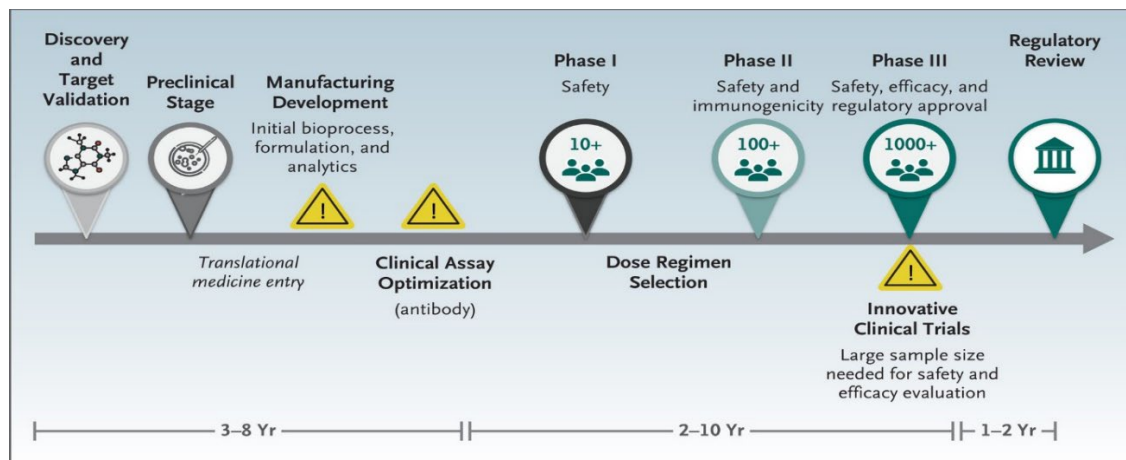 Discovery
and
Target
Validation
Preclinical
Stage
Manufacturing
Development
Initial bioprocess,
formulation, and
analytics
Phase I
Safety
Phase II
Safety and
immunogenicity
Phase III
Safety, efficacy, and
regulatory approval
Regulatory
Review
10+
100+
1000+
!
!
Translational
medicine entry
Clinical Assay
Optimization
(antibody)
Dose Regimen
Selection
!
Innovative
Clinical Trials
Large sample size
needed for safety and
efficacy evaluation
3–8 Yr
2–10 Yr
1–2 Yr